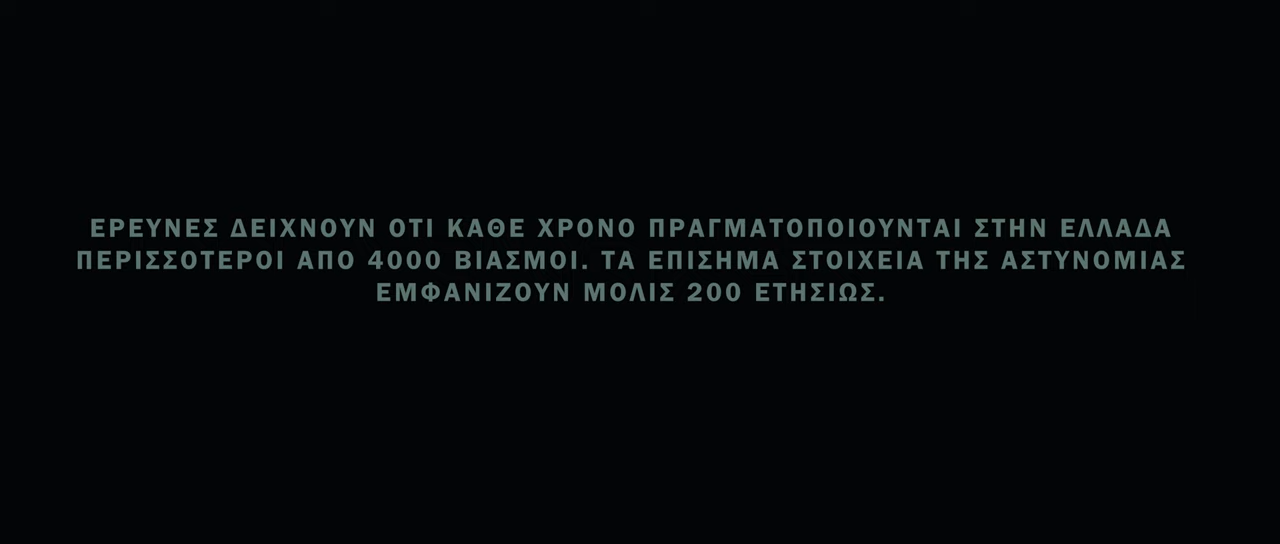 ΕΡΕΥΝΕΣ ΔΕΙΧΝΟΥΝ ΟΤΙ ΚΑΘΕ ΧΡΟΝΟ ΠΡΑΓΜΑΤΟΠΟΙΟΥΝΤΑΙ ΣΤΗΝ ΕΛΛΑΔΑ
ΠΕΡΙΣΣΟΤΕΡΟΙ ΑΠΟ 4000 ΒΙΑΣΜΟΙ. ΤΑ ΕΠΙΣΗΜΑ ΣΤΟΙΧΕΙΑ ΤΗΣ ΑΣΤΥΝΟΜΙΑΣ
ΕΜΦΑΝΙΖΟΥΝ ΜΟΛΙΣ 200 ΕΤΗΣΙΩΣ.